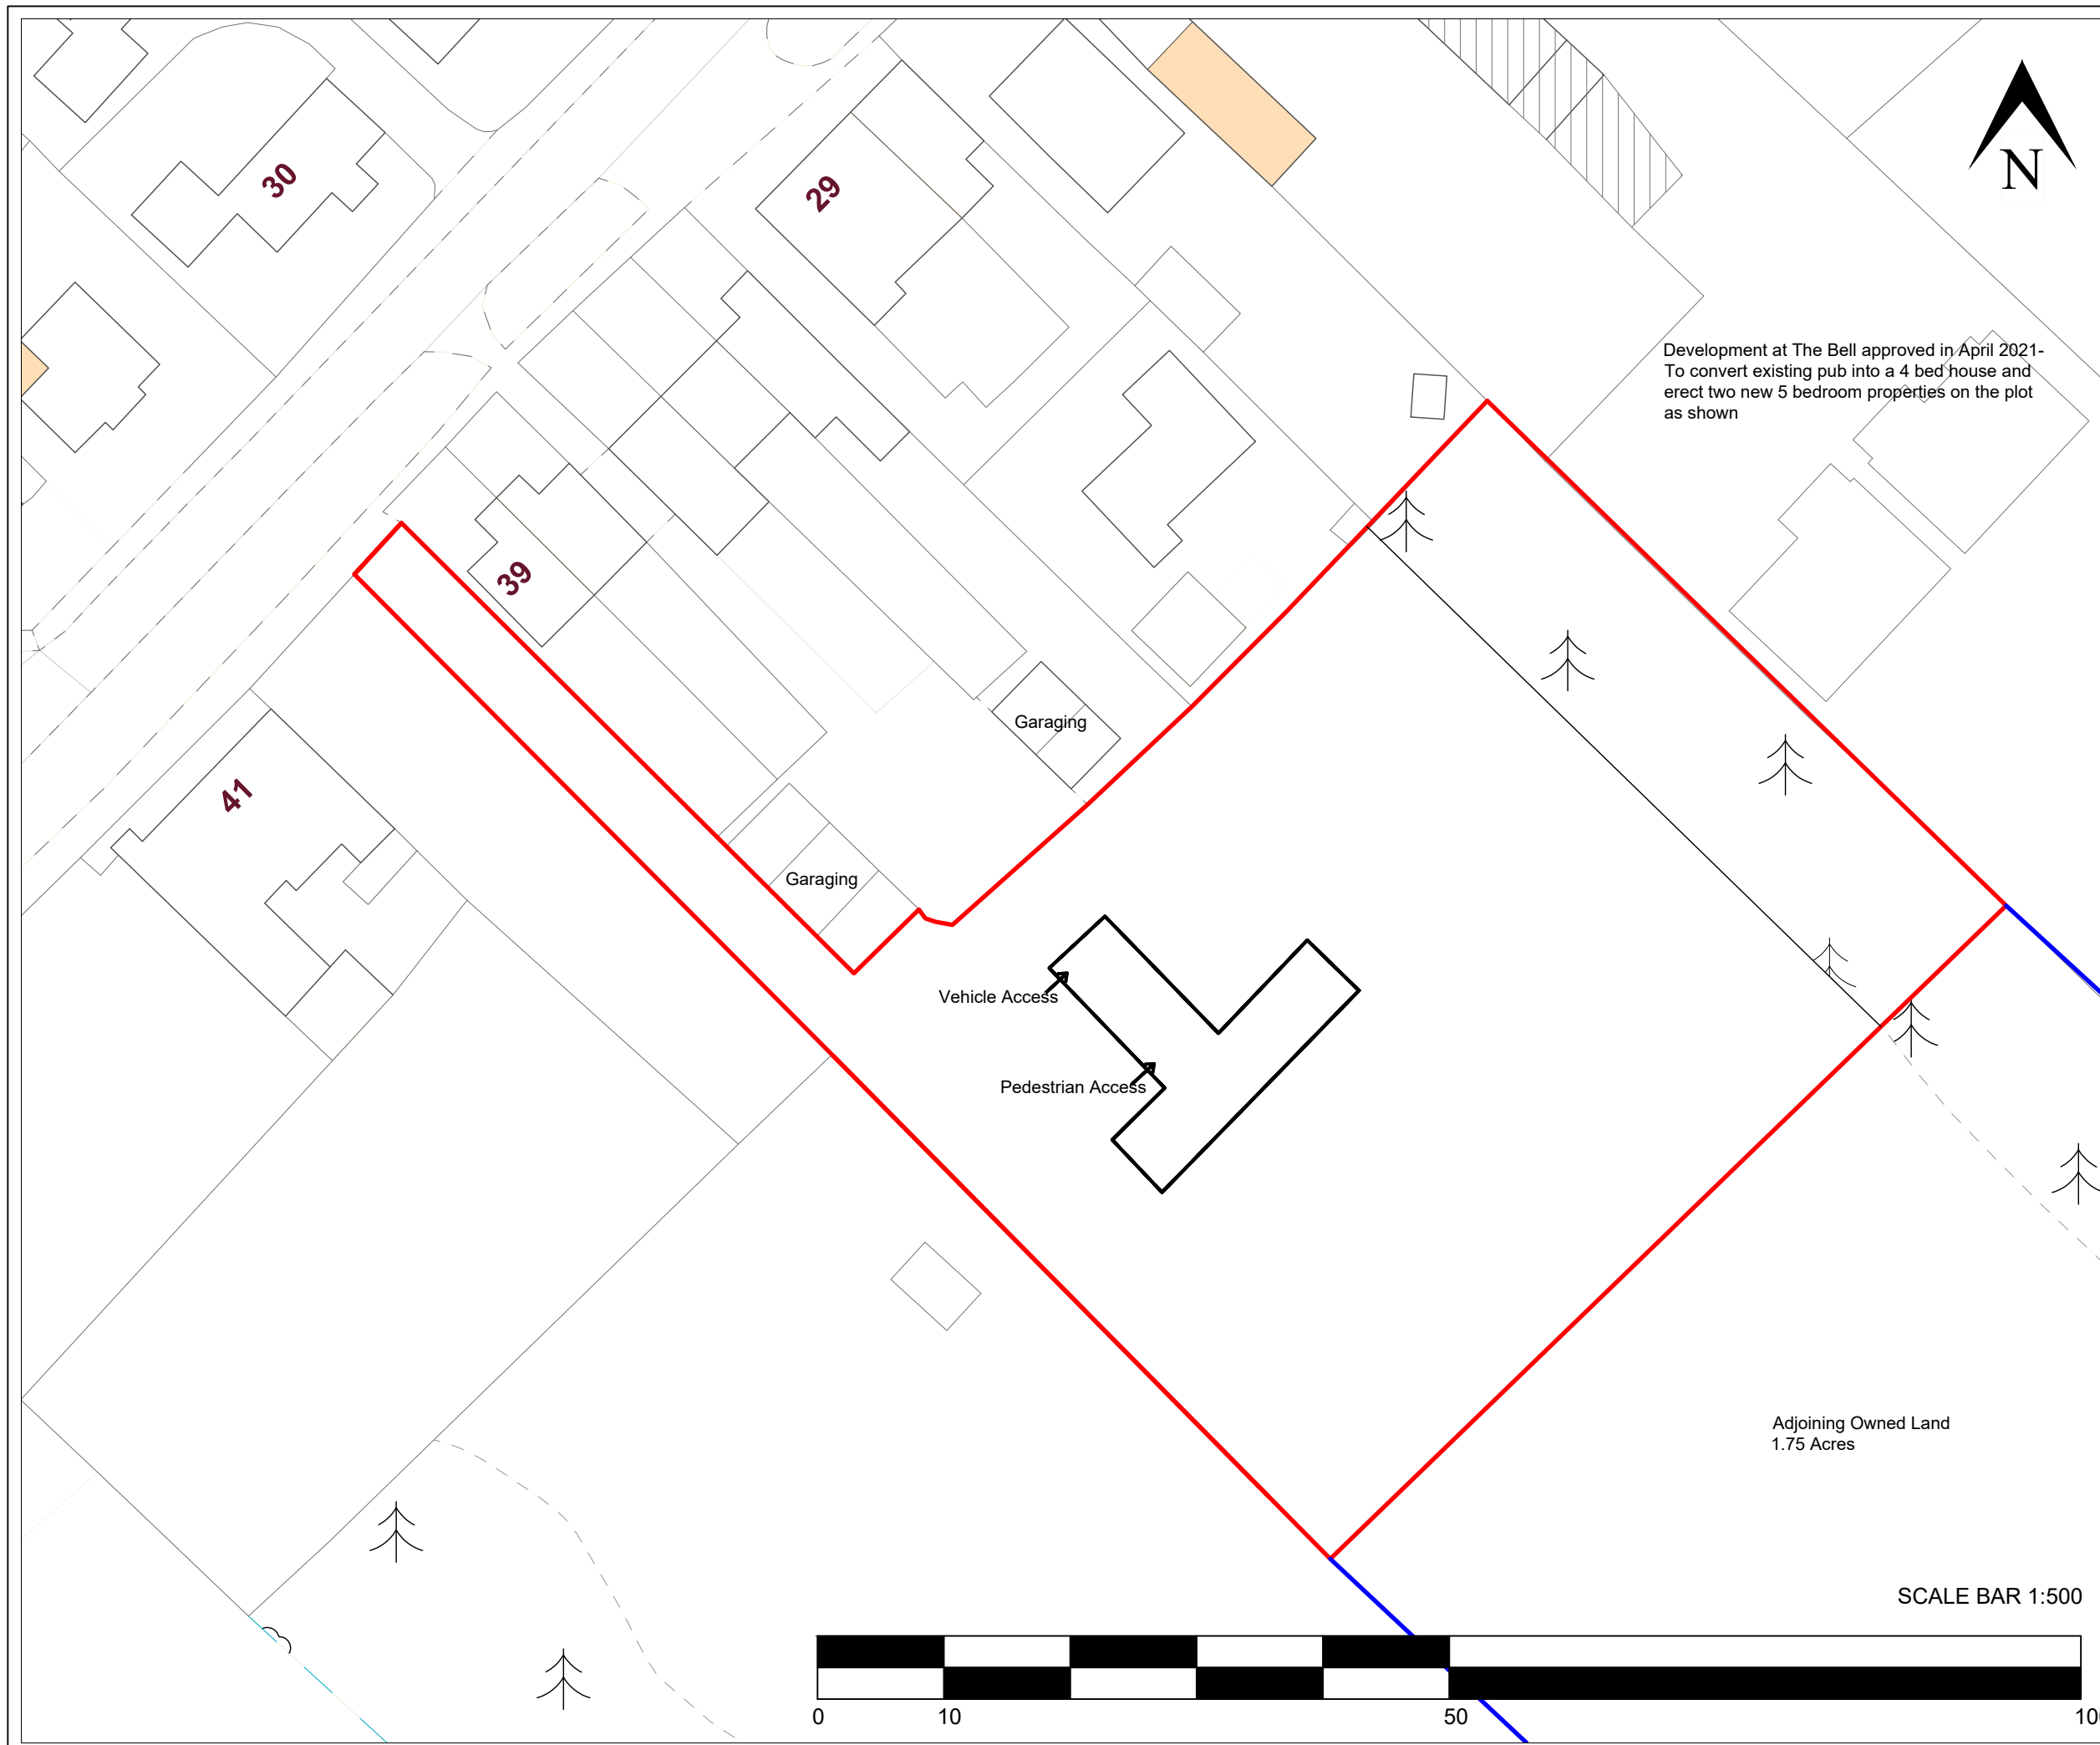 30
29
N
Development at The Bell approved in April 2021-
To convert existing pub into a 4 bed house and
erect two new 5 bedroom properties on the plot
as shown
39
Garaging
41
Garaging
Vehicle Access
Pedestrian Access
Adjoining Owned Land
1.75 Acres
SCALE BAR 1:500
0 10 50